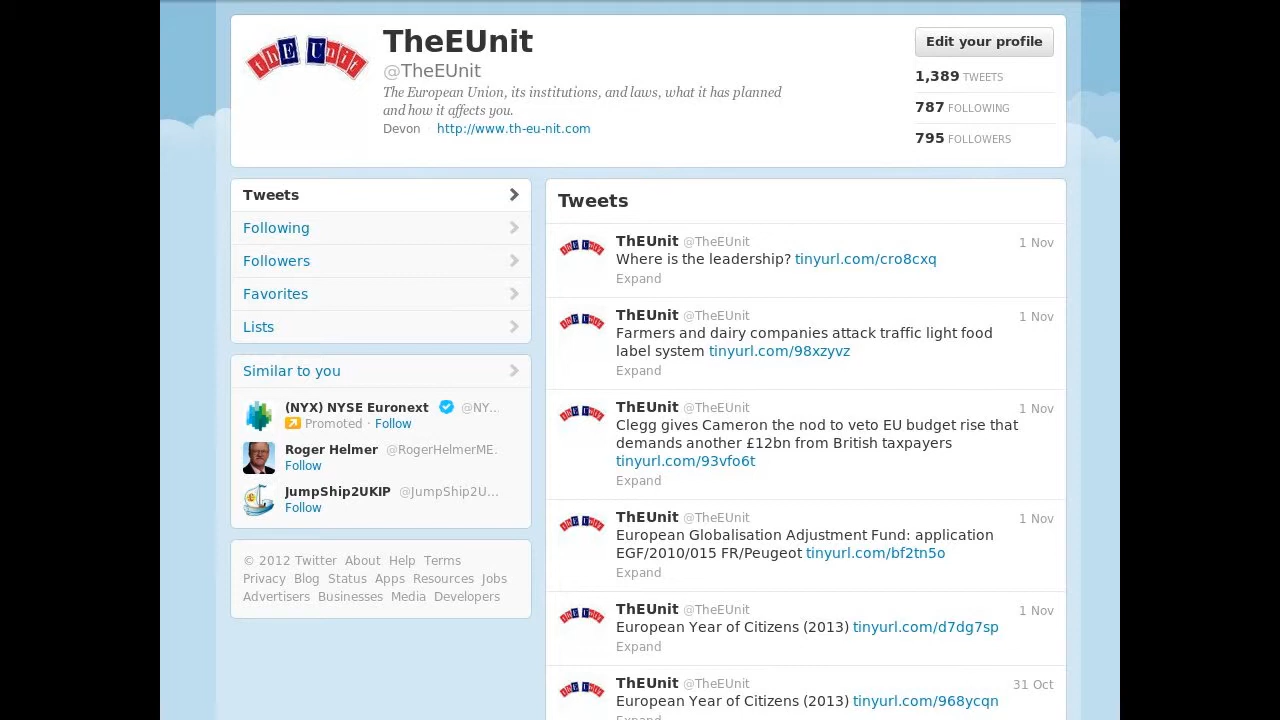 thE Unit
TheEUnit
@TheEUnit
The European Union, its institutions, and laws, what it has planned
and how it affects you.
Devon · http://www.th-eu-nit.com
Edit your profile
1,389 TWEETS
787 FOLLOWING
795 FOLLOWERS
Tweets
Following
Followers
Favorites
Lists
Similar to you
(NYX) NYSE Euronext @NY...
Promoted · Follow
Roger Helmer @RogerHelmerME.
Follow
JumpShip2UKIP @JumpShip2U...
Follow
© 2012 Twitter About Help Terms
Privacy Blog Status Apps Resources Jobs
Advertisers Businesses Media Developers
Tweets
ThEUnit @TheEUnit 1 Nov
Where is the leadership? tinyurl.com/cro8cxq
Expand
ThEUnit @TheEUnit 1 Nov
Farmers and dairy companies attack traffic light food
label system tinyurl.com/98xzyvz
Expand
ThEUnit @TheEUnit 1 Nov
Clegg gives Cameron the nod to veto EU budget rise that
demands another £12bn from British taxpayers
tinyurl.com/93vfo6t
Expand
ThEUnit @TheEUnit 1 Nov
European Globalisation Adjustment Fund: application
EGF/2010/015 FR/Peugeot tinyurl.com/bf2tn5o
Expand
ThEUnit @TheEUnit 1 Nov
European Year of Citizens (2013) tinyurl.com/d7dg7sp
Expand
ThEUnit @TheEUnit 31 Oct
European Year of Citizens (2013) tinyurl.com/968ycqn
Expand